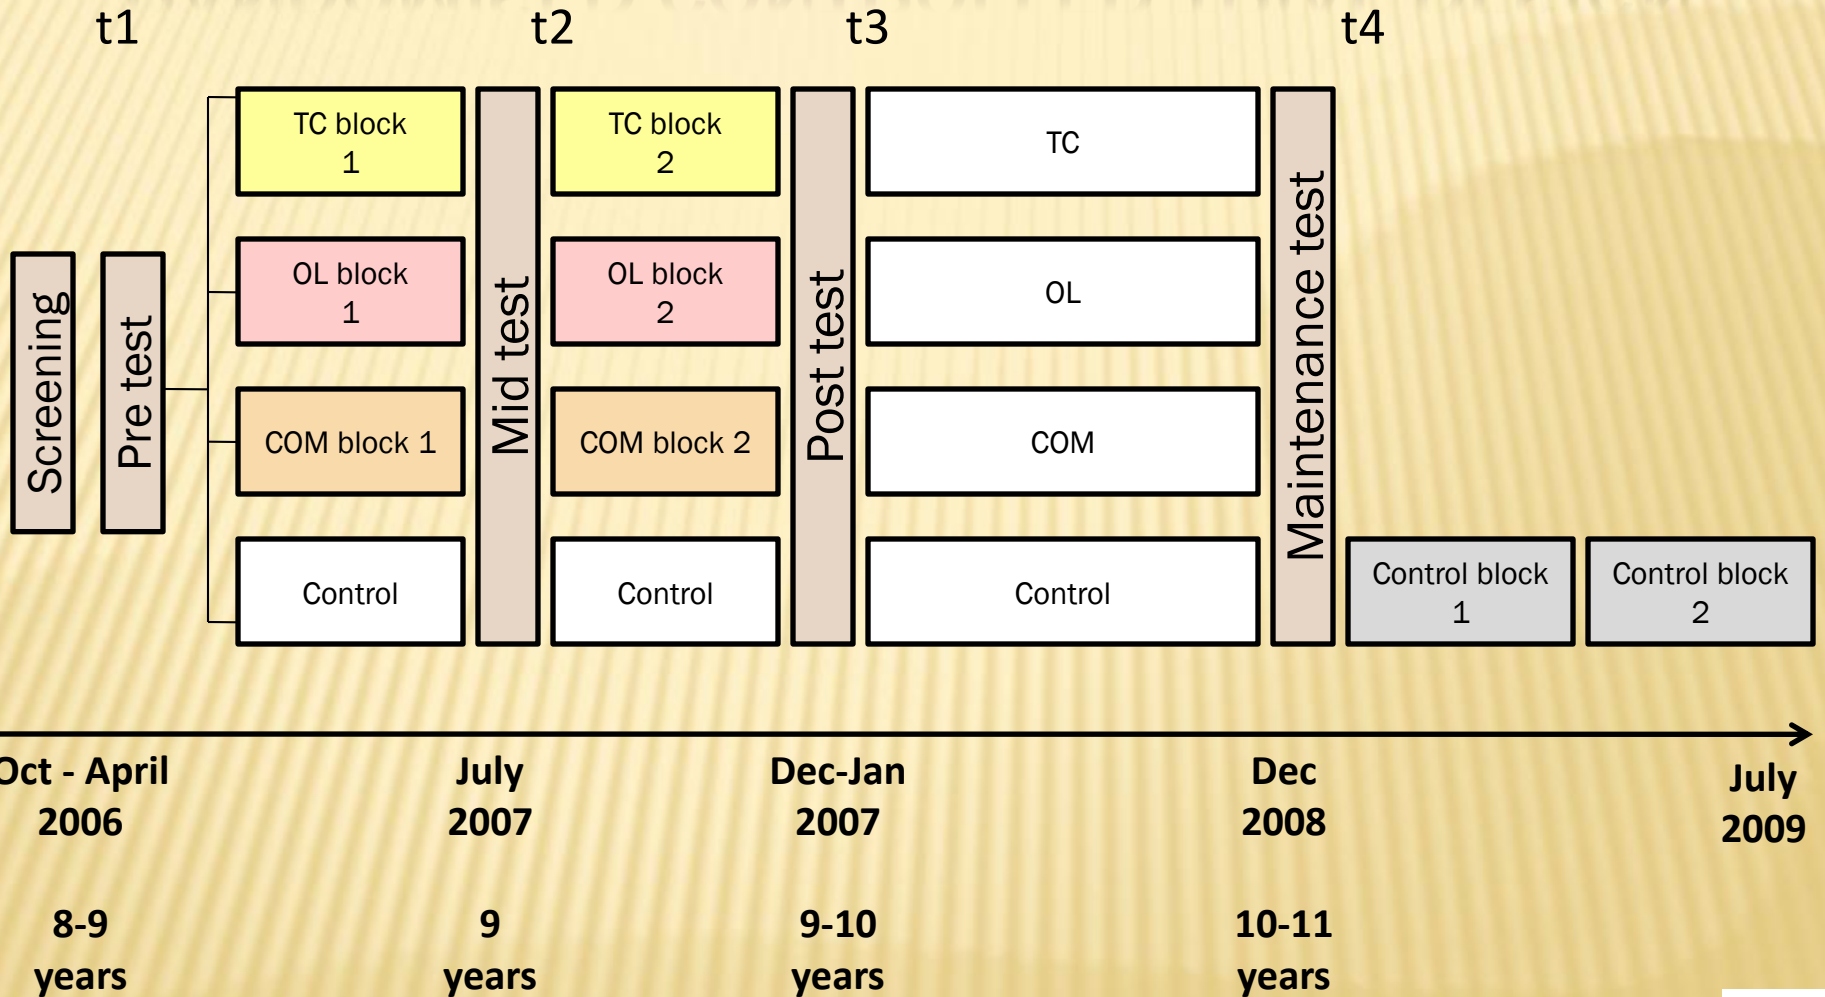 t1
t2
t3
t4
TC block
1
TC block
2
TC
OL block
1
OL block
2
OL
COM block 1
COM block 2
COM
Control
Control
Control
Control block
1
Control block
2
Screening
Pre test
Mid test
Post test
Maintenance test
Oct - April
2006
July
2007
Dec-Jan
2007
Dec
2008
July
2009
8-9
years
9
years
9-10
years
10-11
years